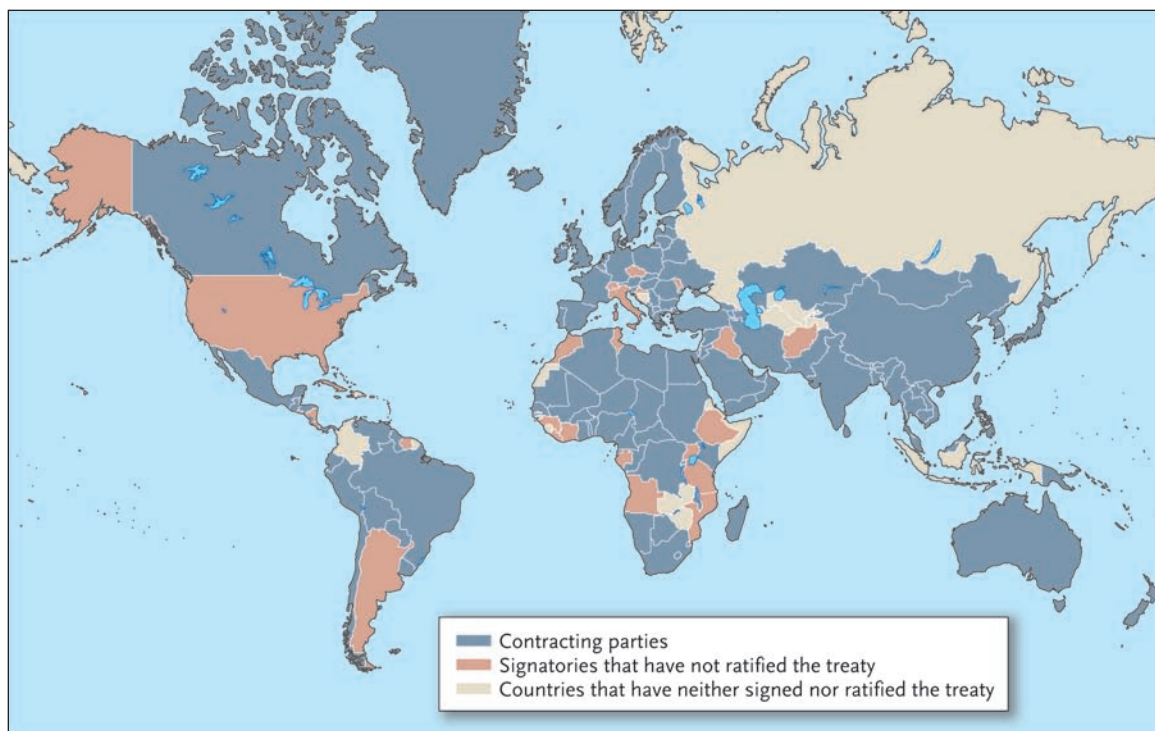 Contracting parties
Signatories that have not ratified the treaty
Countries that have neither signed nor ratified the treaty